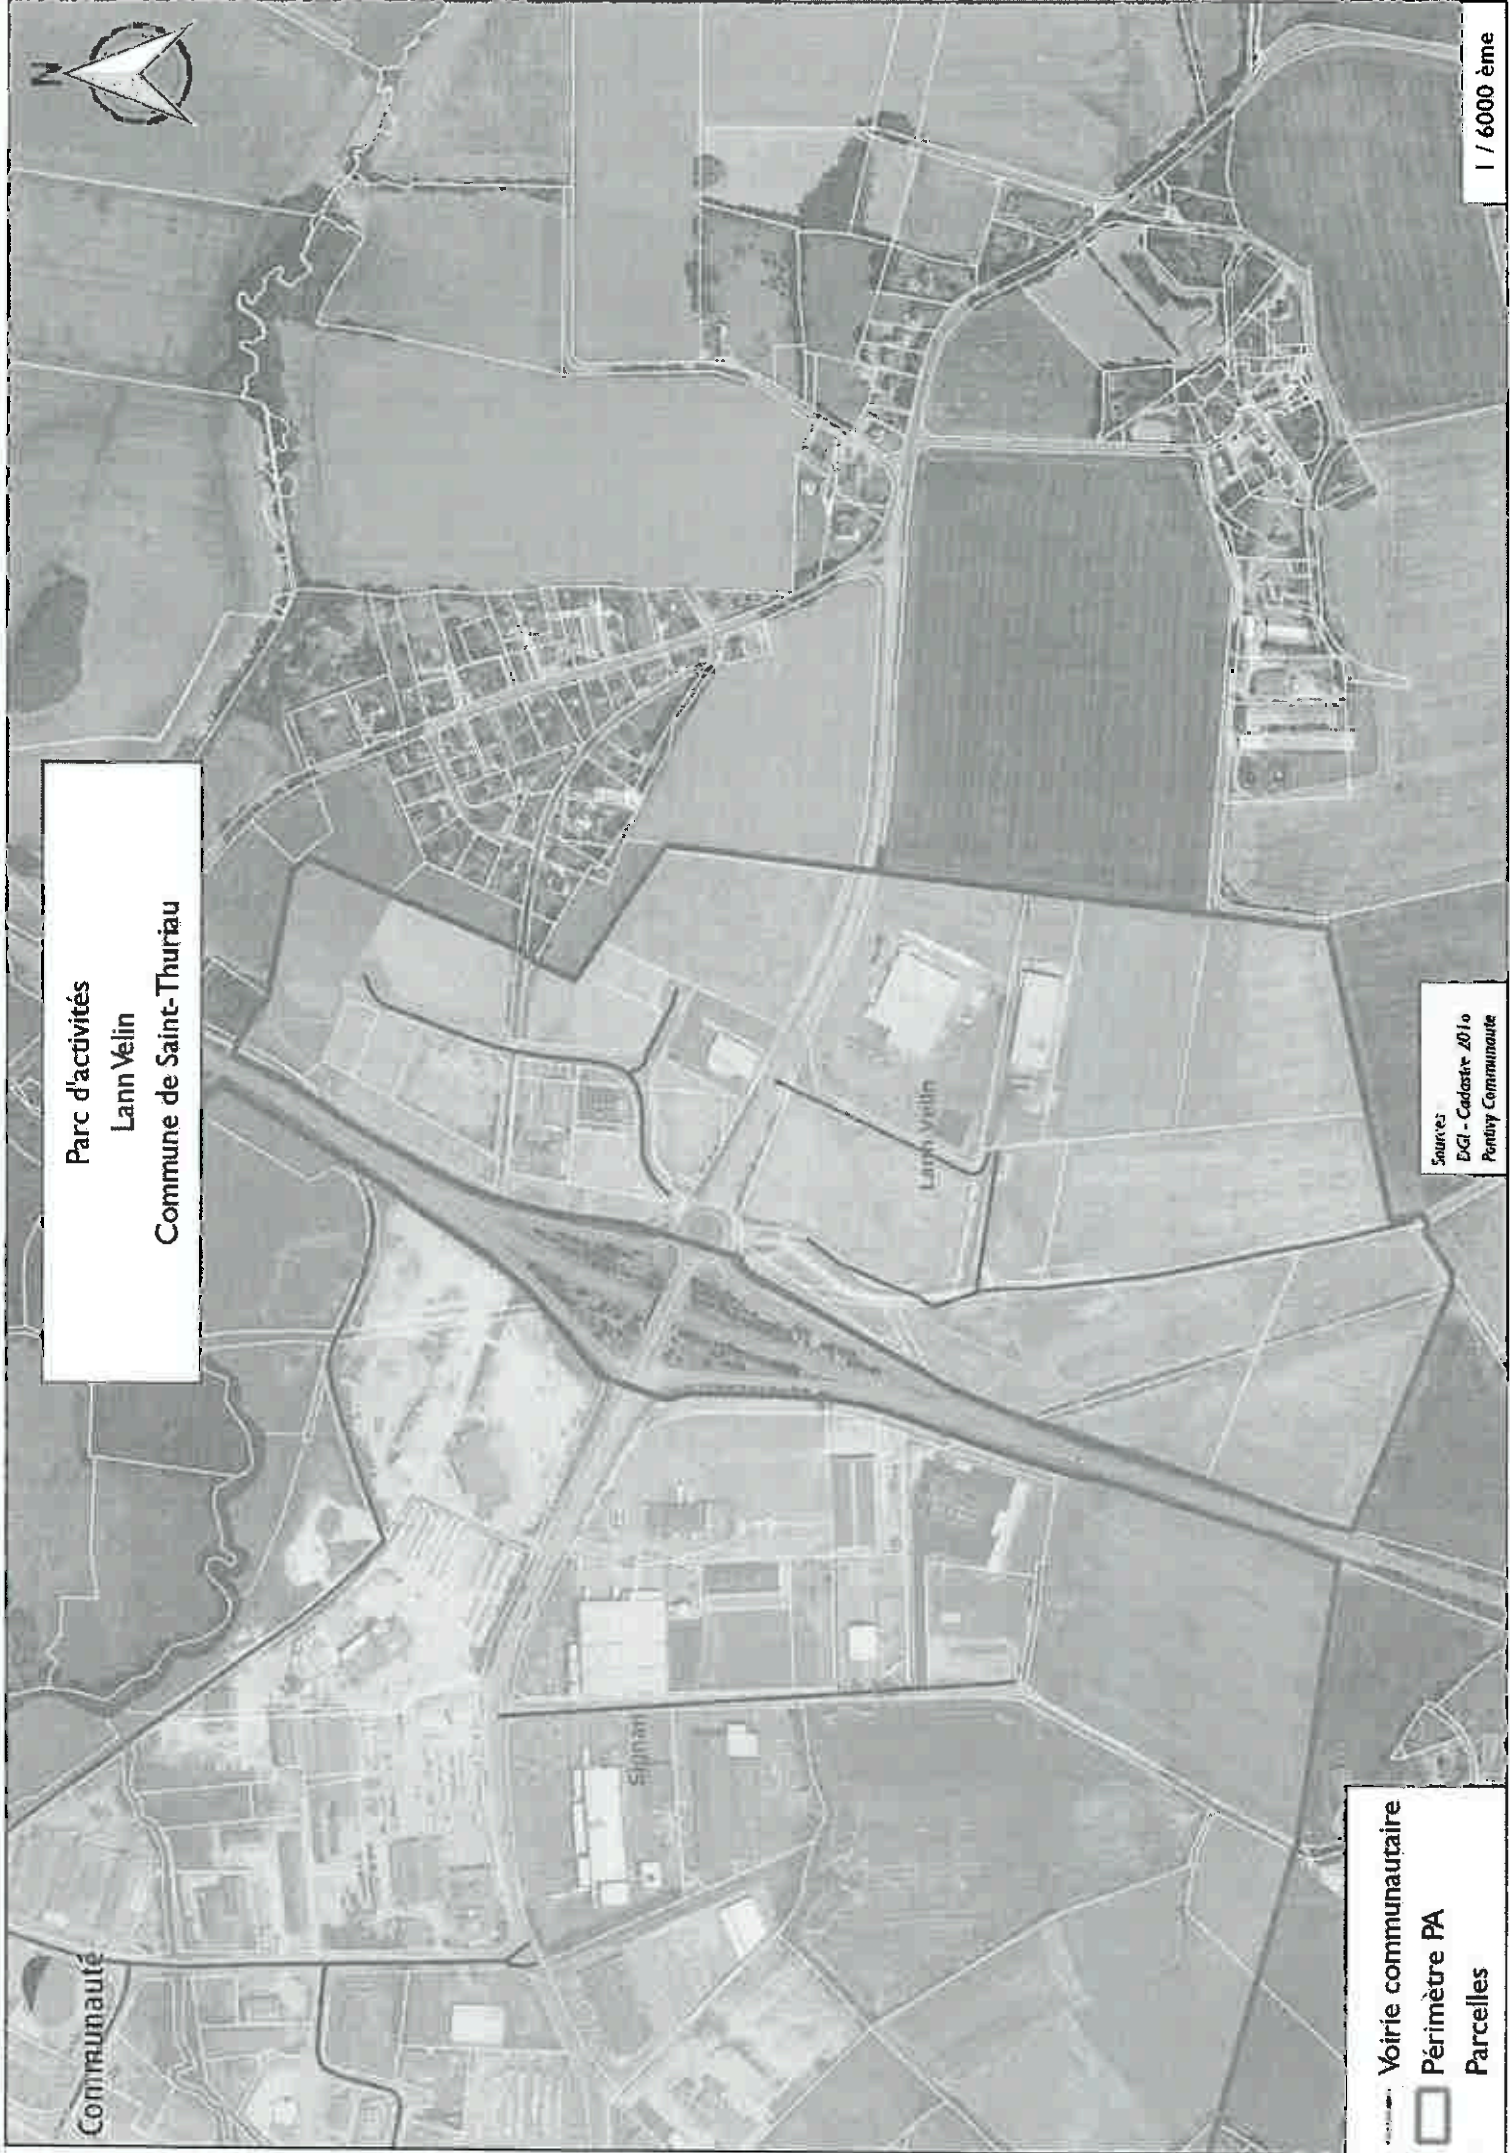 Communauté
Parc d'activités
Lann Velin
Commune de Saint-Thuriau
N
Lann Velin
Signan
Voirie communautaire
Périmètre PA
Parcelles
Sources
DGI - Cadastre 2010
Pontivy Communaute
1 / 6000 ème